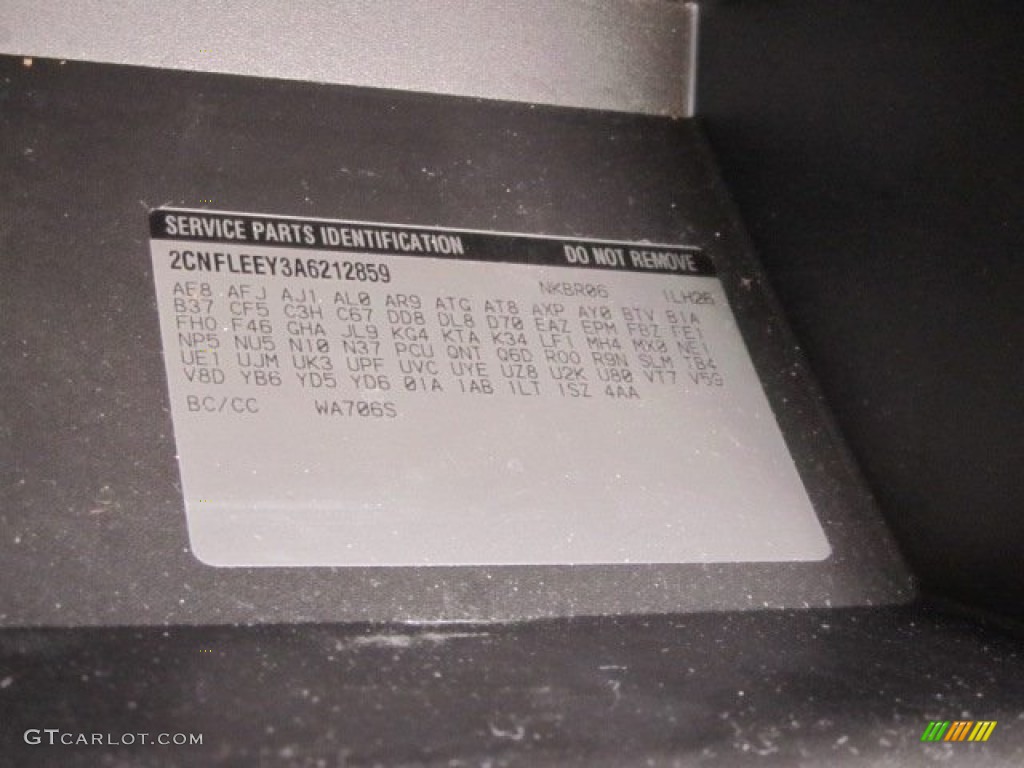 SERVICE PARTS IDENTIFICATION DO NOT REMOVE
2CNFLEEY3A6212859 NKBR06 1LH26
AF8 AFJ AJ1 AL0 AR9 ATG AT8 AXP AY0 BTV B1A
B37 CF5 C3H C67 DD8 DL8 D70 EAZ EPM FBZ FE1
FHO F46 GHA JL9 KG4 KTA K34 LF1 MH4 MX0 NE1
NP5 NU5 N10 N37 PCU QNT Q6D ROO R9N SLM TB4
UE1 UJM UK3 UPF UVC UYE UZ8 U2K U80 VT7 V59
V8D YB6 YD5 YD6 01A 1AB 1LT 1SZ 4AA
BC/CC WA706S
GTCARLOT.COM